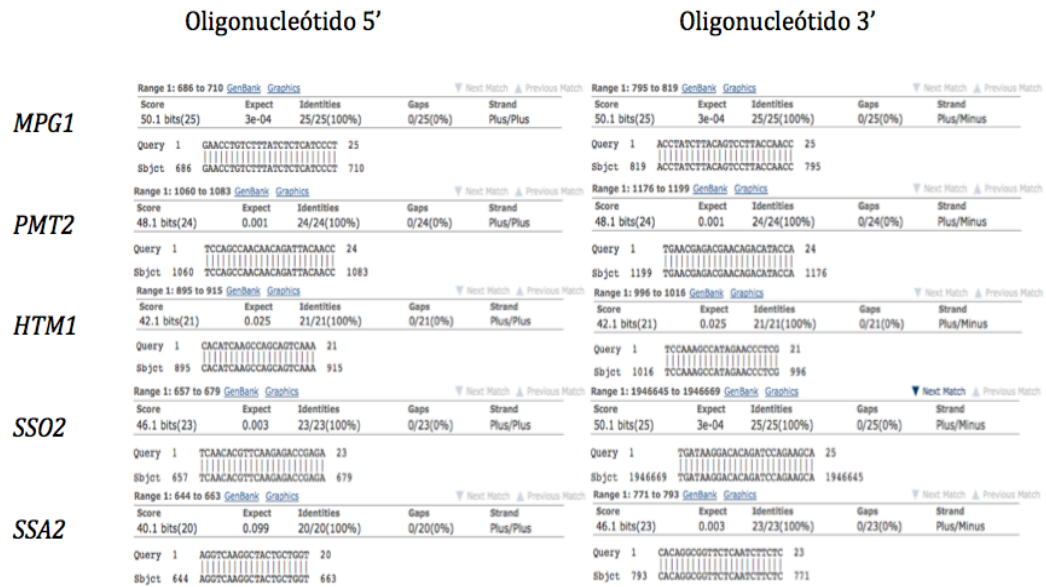 Oligonucleótido 5’ Oligonucleótido 3’
MPG1
Range 1: 686 to 710 GenBank Graphics ▼ Next Match ▲ Previous Match
Score Expect Identities Gaps Strand
50.1 bits(25) 3e-04 25/25(100%) 0/25(0%) Plus/Plus
Query 1 GAACCTGTCTTTATCTCTCATCCCT 25
Sbjct 686 GAACCTGTCTTTATCTCTCATCCCT 710
Range 1: 795 to 819 GenBank Graphics ▼ Next Match ▲ Previous Match
Score Expect Identities Gaps Strand
50.1 bits(25) 3e-04 25/25(100%) 0/25(0%) Plus/Minus
Query 1 ACCTATCTTACAGTCCTTACCAACC 25
Sbjct 819 ACCTATCTTACAGTCCTTACCAACC 795
PMT2
Range 1: 1060 to 1083 GenBank Graphics ▼ Next Match ▲ Previous Match
Score Expect Identities Gaps Strand
48.1 bits(24) 0.001 24/24(100%) 0/24(0%) Plus/Plus
Query 1 TCCAGCCAACAACAGATTACAACC 24
Sbjct 1060 TCCAGCCAACAACAGATTACAACC 1083
Range 1: 1176 to 1199 GenBank Graphics ▼ Next Match ▲ Previous Match
Score Expect Identities Gaps Strand
48.1 bits(24) 0.001 24/24(100%) 0/24(0%) Plus/Minus
Query 1 TGAACGAGACGAACAGACATACCA 24
Sbjct 1199 TGAACGAGACGAACAGACATACCA 1176
HTM1
Range 1: 895 to 915 GenBank Graphics ▼ Next Match ▲ Previous Match
Score Expect Identities Gaps Strand
42.1 bits(21) 0.025 21/21(100%) 0/21(0%) Plus/Plus
Query 1 CACATCAAGCCAGCAGTCAAA 21
Sbjct 895 CACATCAAGCCAGCAGTCAAA 915
Range 1: 996 to 1016 GenBank Graphics ▼ Next Match ▲ Previous Match
Score Expect Identities Gaps Strand
42.1 bits(21) 0.025 21/21(100%) 0/21(0%) Plus/Minus
Query 1 TCCAAAGCCATAGAACCCTCG 21
Sbjct 1016 TCCAAAGCCATAGAACCCTCG 996
SSO2
Range 1: 657 to 679 GenBank Graphics ▼ Next Match ▲ Previous Match
Score Expect Identities Gaps Strand
46.1 bits(23) 0.003 23/23(100%) 0/23(0%) Plus/Plus
Query 1 TCAACACGTTCAAGAGACCGAGA 23
Sbjct 657 TCAACACGTTCAAGAGACCGAGA 679
Range 1: 1946645 to 1946669 GenBank Graphics ▼ Next Match ▲ Previous Match
Score Expect Identities Gaps Strand
50.1 bits(25) 3e-04 25/25(100%) 0/25(0%) Plus/Minus
Query 1 TGATAAGGACACAGATCCAGAAGCA 25
Sbjct 1946669 TGATAAGGACACAGATCCAGAAGCA 1946645
SSA2
Range 1: 644 to 663 GenBank Graphics ▼ Next Match ▲ Previous Match
Score Expect Identities Gaps Strand
40.1 bits(20) 0.099 20/20(100%) 0/20(0%) Plus/Plus
Query 1 AGGTCAAGGCTACTGCTGGT 20
Sbjct 644 AGGTCAAGGCTACTGCTGGT 663
Range 1: 771 to 793 GenBank Graphics ▼ Next Match ▲ Previous Match
Score Expect Identities Gaps Strand
46.1 bits(23) 0.003 23/23(100%) 0/23(0%) Plus/Minus
Query 1 CACAGGCGGTTCTCAATCTTCTC 23
Sbjct 793 CACAGGCGGTTCTCAATCTTCTC 771